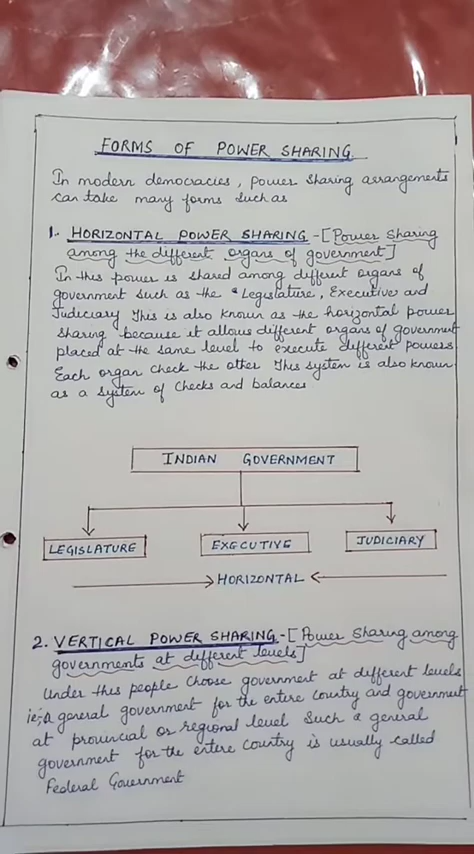 FORMS OF POWER SHARING
In modern democracies, power sharing arrangements
can take many forms such as
1. HORIZONTAL POWER SHARING -[Power sharing
among the different organs of government]
In this power is shared among different organs of
government such as the "Legislature, Executive and
Judiciary This is also known as the horizontal power
sharing because it allows different organs of government
placed at the same level to execute different powers
Each organ check the other This system is also known
as a system of checks and balances
INDIAN GOVERNMENT
LEGISLATURE EXECUTIVE JUDICIARY
HORIZONTAL
2. VERTICAL POWER SHARING -[Power sharing among
governments at different levels]
Under this people choose government at different levels
ie; a general government for the entire country and government
at provincial or regional level Such a general
government for the entire country is usually called
Federal Government